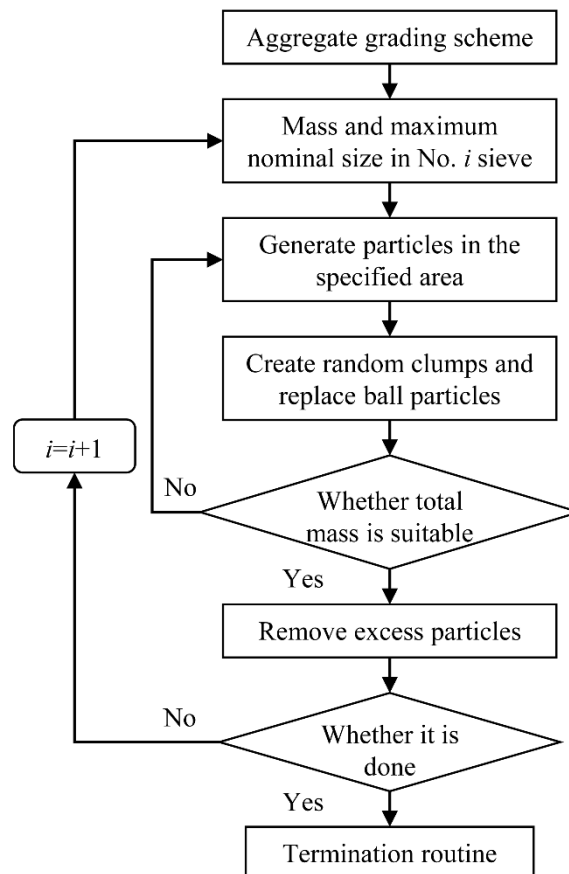 Aggregate grading scheme
Mass and maximum
nominal size in No. i sieve
Generate particles in the
specified area
Create random clumps and
replace ball particles
i=i+1
No
Whether total
mass is suitable
Yes
Remove excess particles
No
Whether it is
done
Yes
Termination routine